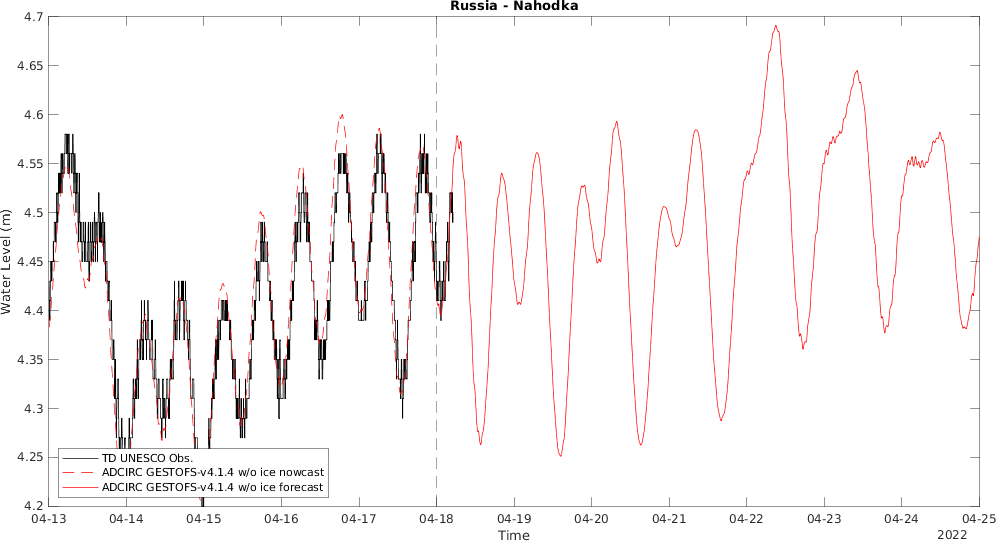 Russia - Nahodka
4.7
4.65
4.6
4.55
4.5
4.45
4.4
4.35
4.3
4.25
4.2
Water Level (m)
TD UNESCO Obs.
ADCIRC GESTOFS-v4.1.4 w/o ice nowcast
ADCIRC GESTOFS-v4.1.4 w/o ice forecast
04-13 04-14 04-15 04-16 04-17 04-18 04-19 04-20 04-21 04-22 04-23 04-24 04-25
Time
2022